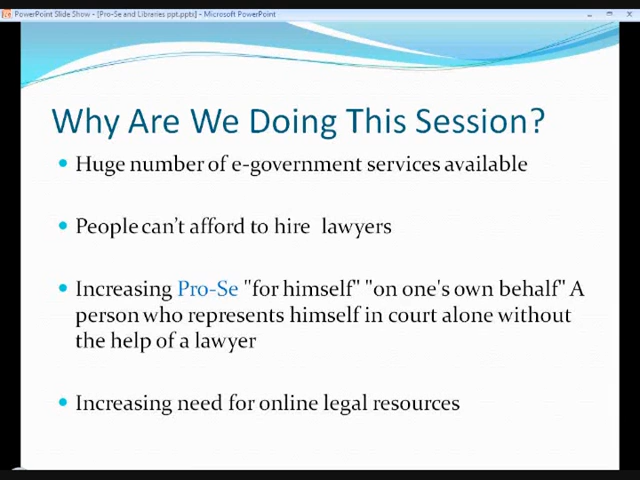 PowerPoint Slide Show - [Pro-Se and Libraries ppt.pptx] - Microsoft PowerPoint
Why Are We Doing This Session?
• Huge number of e-government services available
• People can't afford to hire  lawyers
• Increasing Pro-Se "for himself" "on one's own behalf" A
person who represents himself in court alone without
the help of a lawyer
• Increasing need for online legal resources